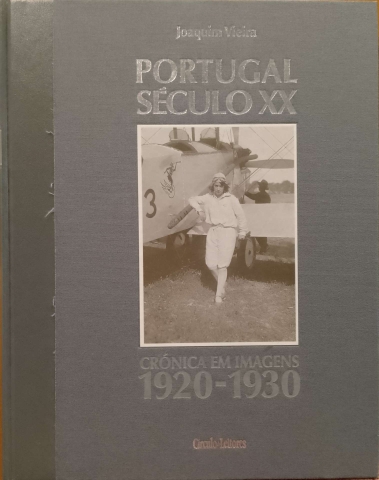 Joaquim Vieira
PORTUGAL
SÉCULO XX
3
CRÓNICA EM IMAGENS
1920-1930
Círculo de Leitores